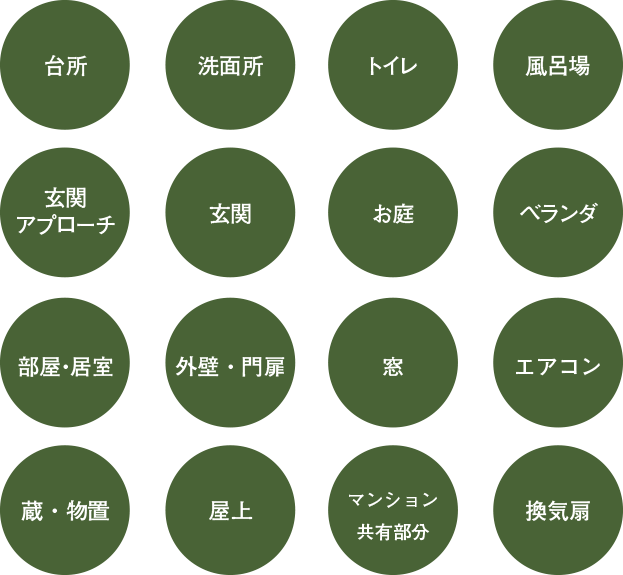 台所
洗面所
トイレ
風呂場
玄関
アプローチ
玄関
お庭
ベランダ
部屋・居室
外壁・門扉
窓
エアコン
蔵・物置
屋上
マンション
共有部分
換気扇